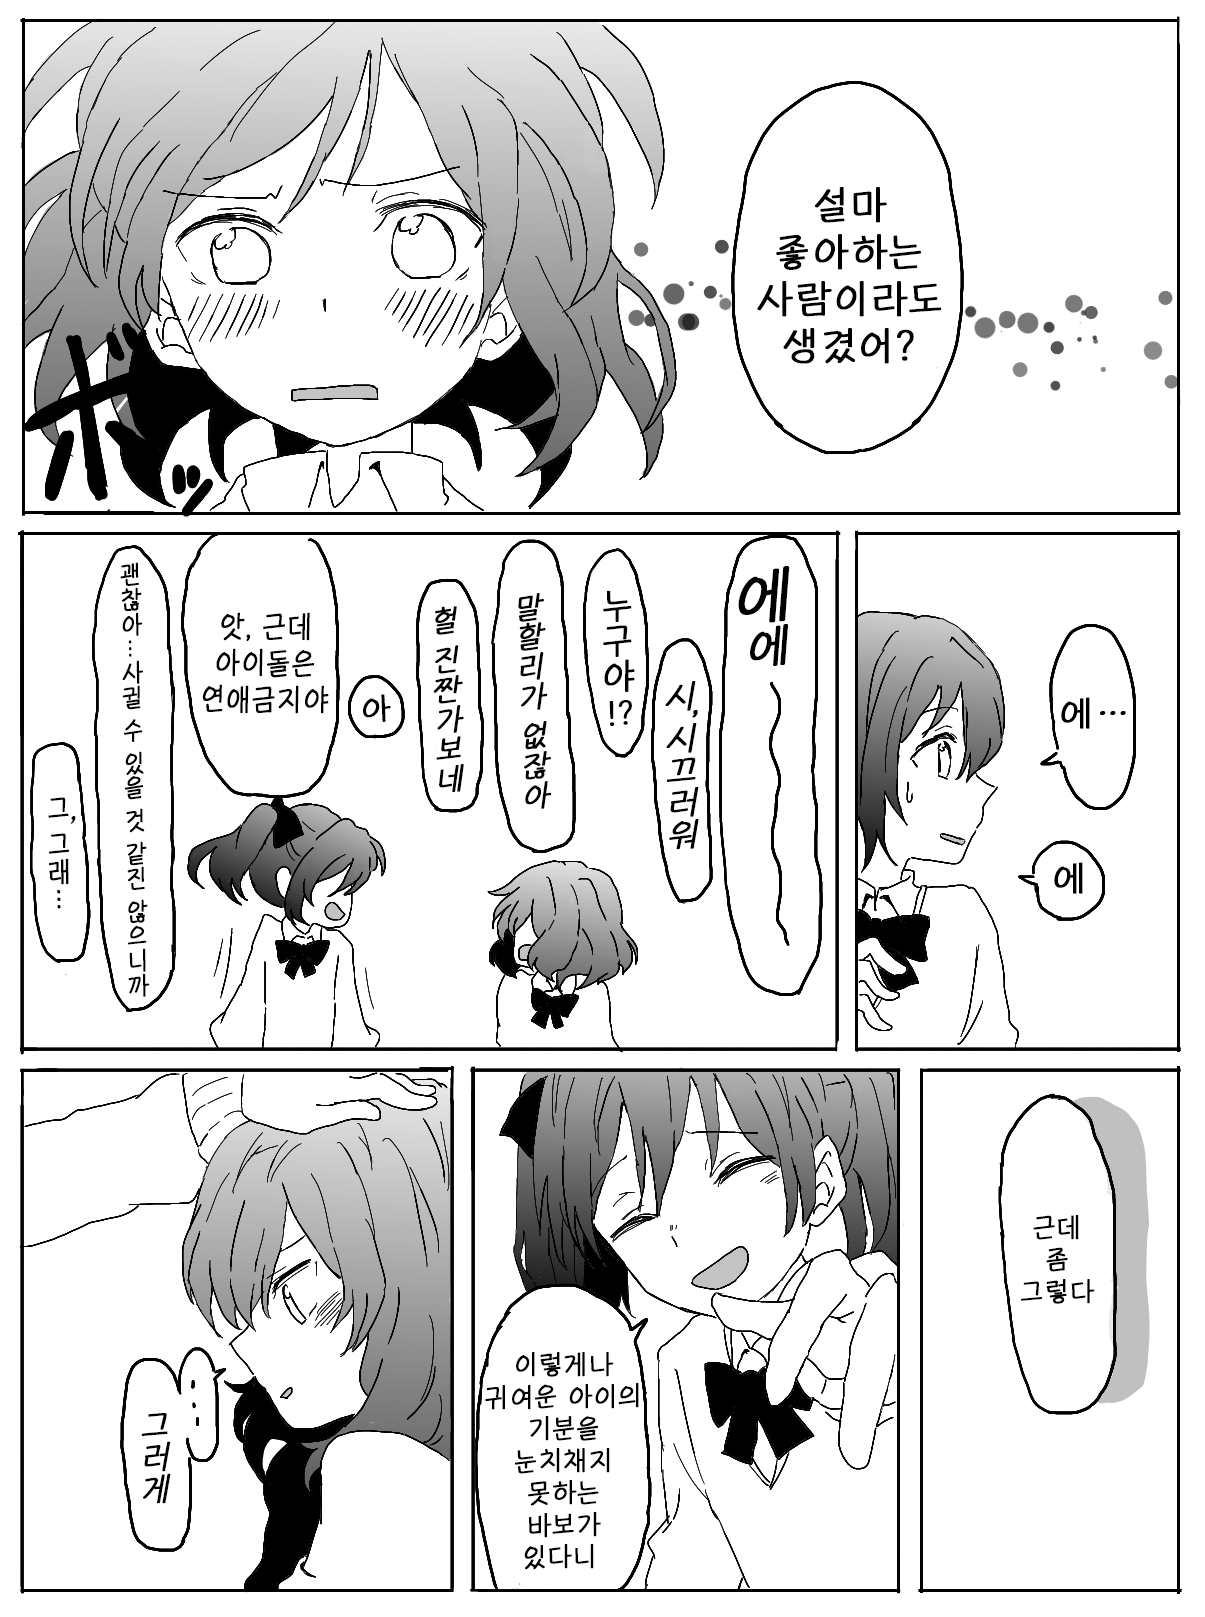 설마
좋아하는
사람이라도
생겼어?
ボッ
에…
에
에에
시, 시끄러워
누구야!?
말할리가 없잖아
헐 진짠가보네
아
앗, 근데
아이돌은
연애금지야
괜찮아…사귈 수 있을 것 같진 않으니까
그, 그래…
근데
좀
그렇다
이렇게나
귀여운 아이의
기분을
눈치채지
못하는
바보가
있다니
……
그러게